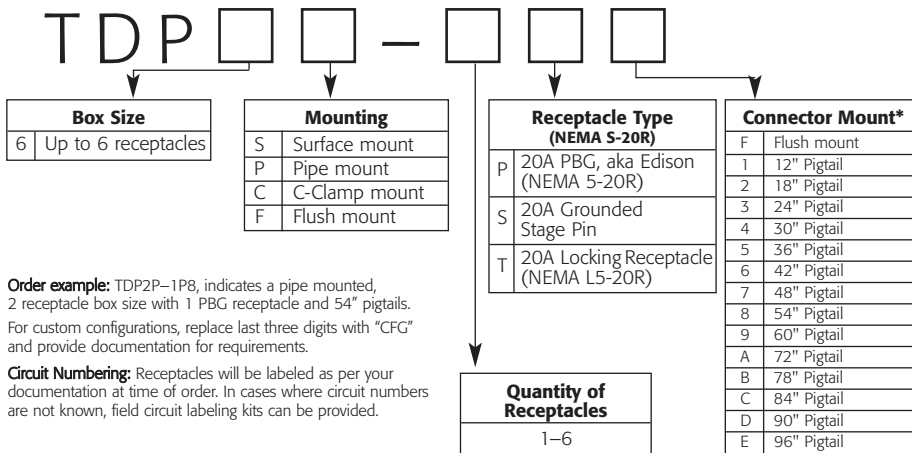 TDP –
Box Size
6 Up to 6 receptacles
Mounting
S Surface mount
P Pipe mount
C C-Clamp mount
F Flush mount
Receptacle Type
(NEMA S-20R)
P 20A PBG, aka Edison
(NEMA 5-20R)
S 20A Grounded
Stage Pin
T 20A Locking Receptacle
(NEMA L5-20R)
Connector Mount*
F Flush mount
1 12" Pigtail
2 18" Pigtail
3 24" Pigtail
4 30" Pigtail
5 36" Pigtail
6 42" Pigtail
7 48" Pigtail
8 54" Pigtail
9 60" Pigtail
A 72" Pigtail
B 78" Pigtail
C 84" Pigtail
D 90" Pigtail
E 96" Pigtail
Order example: TDP2P–1P8, indicates a pipe mounted,
2 receptacle box size with 1 PBG receptacle and 54" pigtails.
For custom configurations, replace last three digits with “CFG”
and provide documentation for requirements.
Circuit Numbering: Receptacles will be labeled as per your
documentation at time of order. In cases where circuit numbers
are not known, field circuit labeling kits can be provided.
Quantity of
Receptacles
1–6